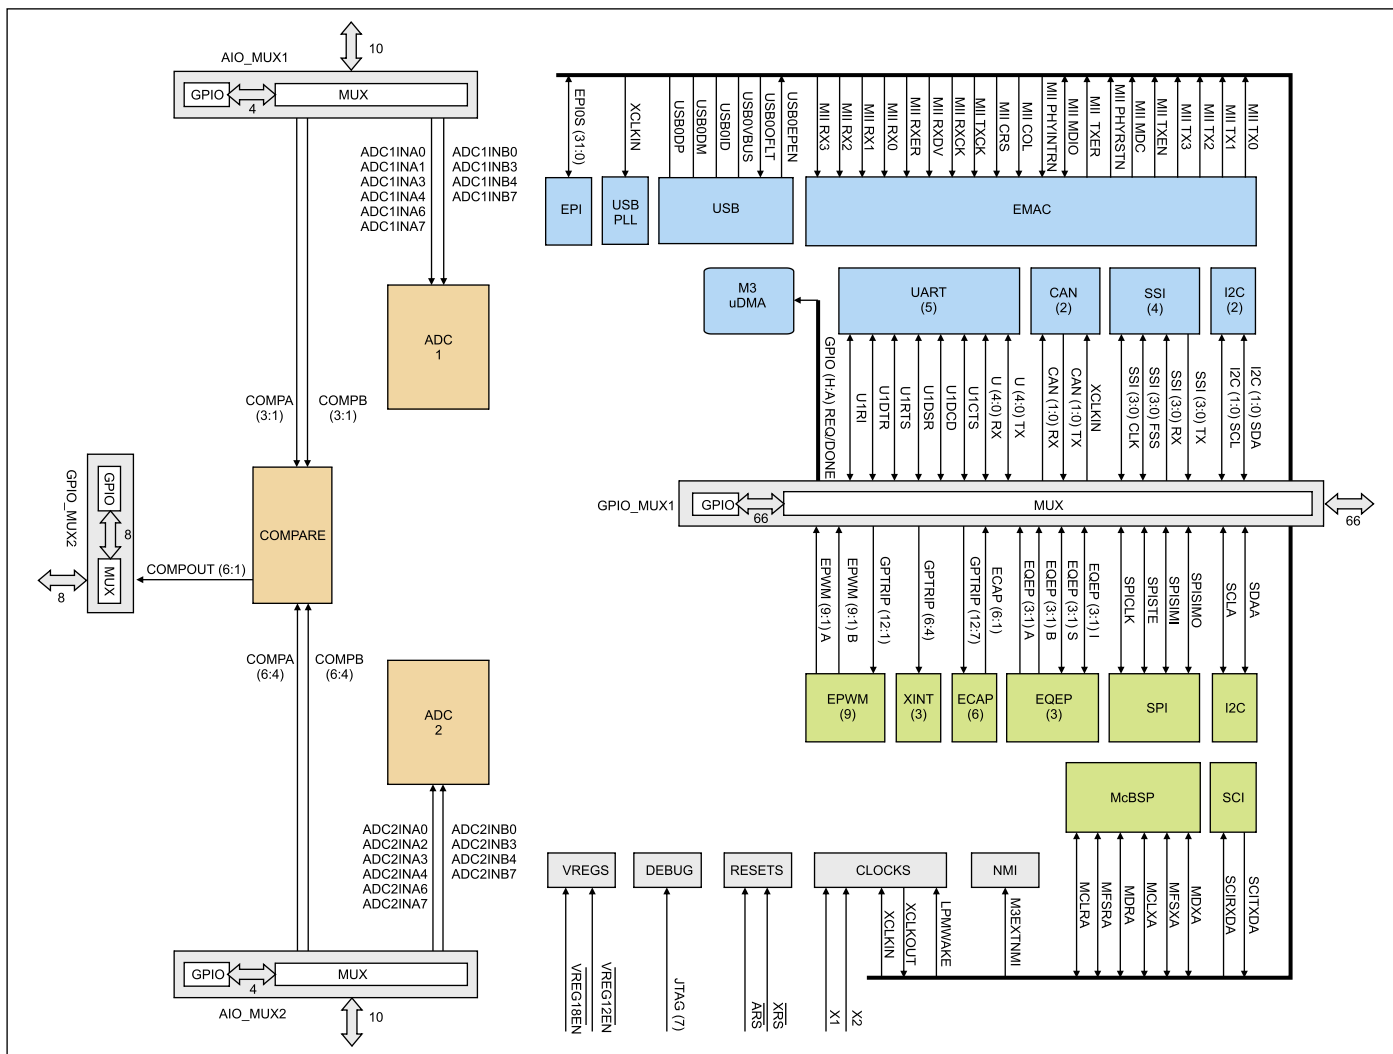 10
AIO_MUX1
GPIO
4
MUX
ADC1INA0
ADC1INA1
ADC1INA3
ADC1INA4
ADC1INA6
ADC1INA7
ADC1INB0
ADC1INB3
ADC1INB4
ADC1INB7
ADC
1
COMPA
(3:1)
COMPB
(3:1)
GPIO_MUX2
GPIO
8
MUX
8
COMPOUT (6:1)
COMPARE
COMPA
(6:4)
COMPB
(6:4)
ADC
2
ADC2INA0
ADC2INA2
ADC2INA3
ADC2INA4
ADC2INA6
ADC2INA7
ADC2INB0
ADC2INB3
ADC2INB4
ADC2INB7
GPIO
4
MUX
AIO_MUX2
10
EPI0S (31:0)
XCLKIN
USB0DP
USB0DM
USB0ID
USB0VBUS
USB0OFLT
USB0EPEN
MII RX3
MII RX2
MII RX1
MII RX0
MII RXER
MII RXDV
MII RXCK
MII TXCK
MII CRS
MII COL
MII PHYINTRN
MII MDIO
MII TXER
MII PHYRSTN
MII MDC
MII TXEN
MII TX3
MII TX2
MII TX1
MII TX0
EPI
USB
PLL
USB
EMAC
M3
uDMA
UART
(5)
CAN
(2)
SSI
(4)
I2C
(2)
GPIO (H:A) REQ/DONE
U1RI
U1DTR
U1RTS
U1DSR
U1DCD
U1CTS
U (4:0) RX
U (4:0) TX
CAN (1:0) RX
CAN (1:0) TX
XCLKIN
SSI (3:0) CLK
SSI (3:0) FSS
SSI (3:0) RX
SSI (3:0) TX
I2C (1:0) SCL
I2C (1:0) SDA
GPIO_MUX1
GPIO
66
MUX
66
EPWM (9:1) A
EPWM (9:1) B
GPTRIP (12:1)
GPTRIP (6:4)
GPTRIP (12:7)
ECAP (6:1)
EQEP (3:1) A
EQEP (3:1) B
EQEP (3:1) S
EQEP (3:1) I
SPICLK
SPISTE
SPISIMI
SPISIMO
SCLA
SDAA
EPWM
(9)
XINT
(3)
ECAP
(6)
EQEP
(3)
SPI
I2C
McBSP
SCI
MCLRA
MFSRA
MDRA
MCLXA
MFSXA
MDXA
SCIRXDA
SCITXDA
VREGS
DEBUG
RESETS
CLOCKS
NMI
VREG18EN
VREG12EN
JTAG (7)
ARS
XRS
X1
X2
XCLKIN
XCLKOUT
LPMWAKE
M3EXTNMI